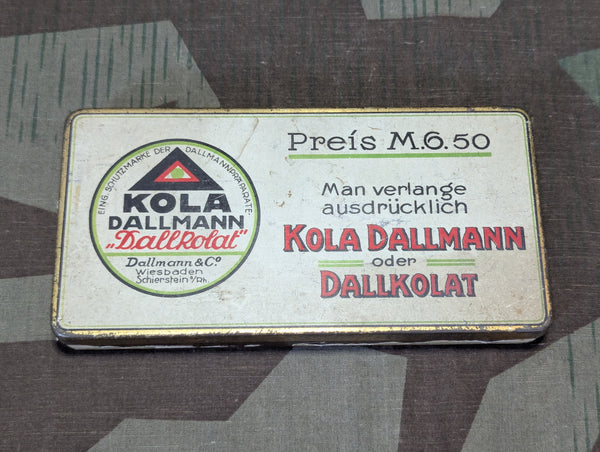 EING. SCHUTZMARKE DER DALLMANNPRÄPARATE
KOLA
DALLMANN
„Dallkolat“
Dallmann & Co
Wiesbaden
Schierstein a/Rh.
Preis M.6.50
Man verlange
ausdrücklich
KOLA DALLMANN
oder
DALLKOLAT